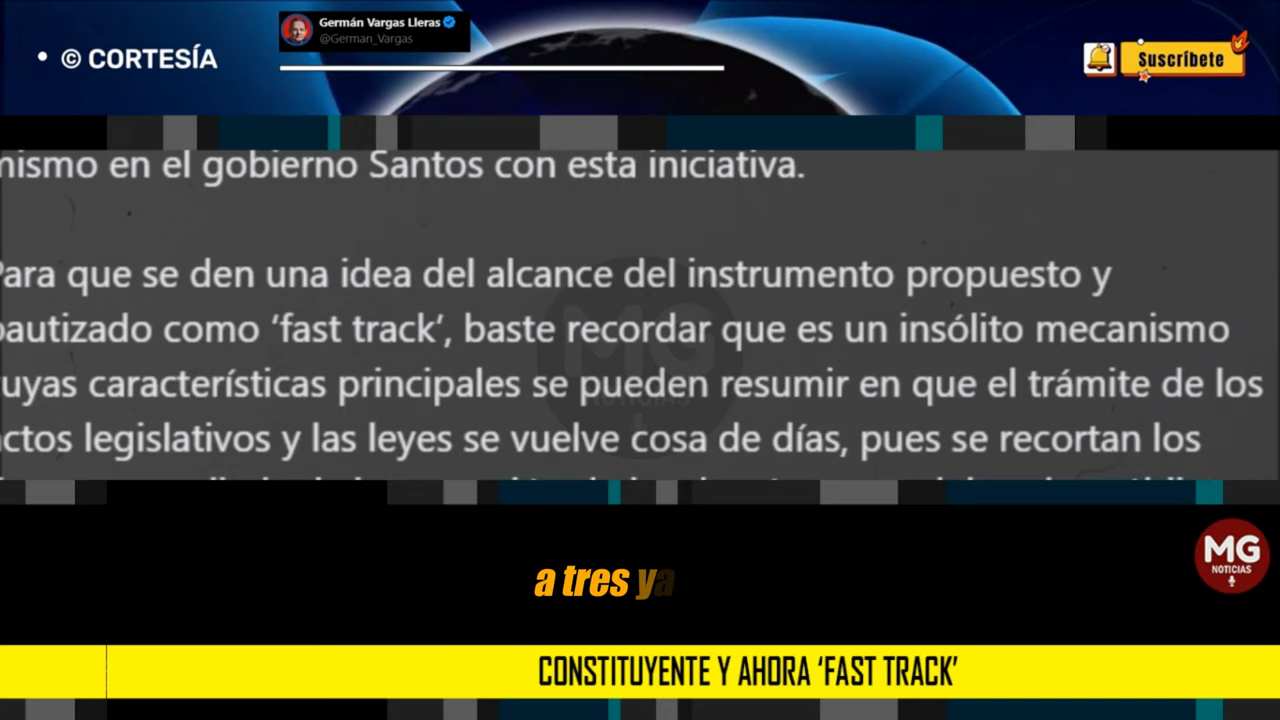 • © CORTESÍA
Germán Vargas Lleras
@German_Vargas
Suscríbete
mismo en el gobierno Santos con esta iniciativa.
Para que se den una idea del alcance del instrumento propuesto y
bautizado como ‘fast track’, baste recordar que es un insólito mecanismo
cuyas características principales se pueden resumir en que el trámite de los
actos legislativos y las leyes se vuelve cosa de días, pues se recortan los
a tres ya
MG
NOTICIAS
CONSTITUYENTE Y AHORA ‘FAST TRACK’